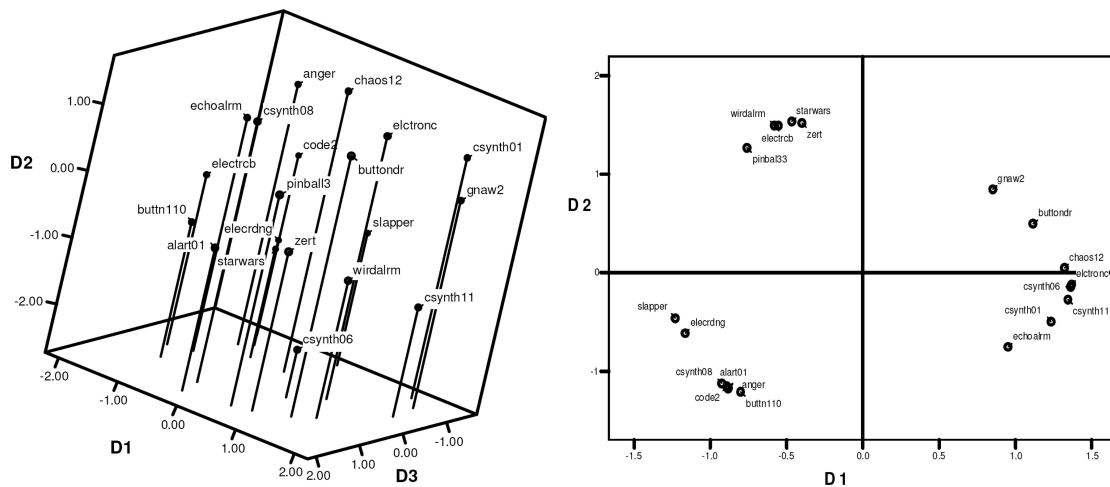 anger
chaos12
echoalrm
csynth08
1.00
elctronc
D2
code2
csynth01
0.00
electrcb
buttondr
pinball3
gnaw2
buttn110
-1.00
elecrdng
slapper
alart01
zert
starwars
wirdalrm
-2.00
csynth11
csynth06
-2.00
-1.00
0.00
1.00
2.00
D1
2.00
1.00
0.00
-1.00
D3
2
wirdalrm
starwars
electrcb
zert
pinbal33
1
gnaw2
D2
buttondr
chaos12
0
elctronc
csynth06
slapper
csynth01
csynth11
elecrdng
echoalrm
-1
csynth08
alart01
anger
code2
buttn110
-1.5
-1.0
-0.5
0.0
0.5
1.0
1.5
D1